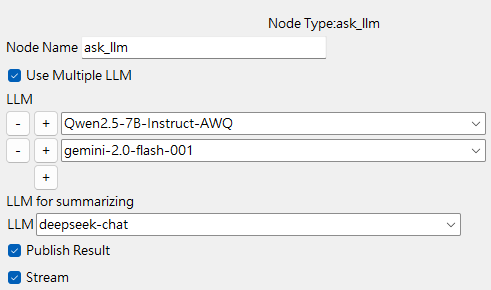 Node Type:ask_llm
Node Name ask_llm
Use Multiple LLM
LLM
- + Qwen2.5-7B-Instruct-AWQ
- + gemini-2.0-flash-001
+
LLM for summarizing
LLM deepseek-chat
Publish Result
Stream